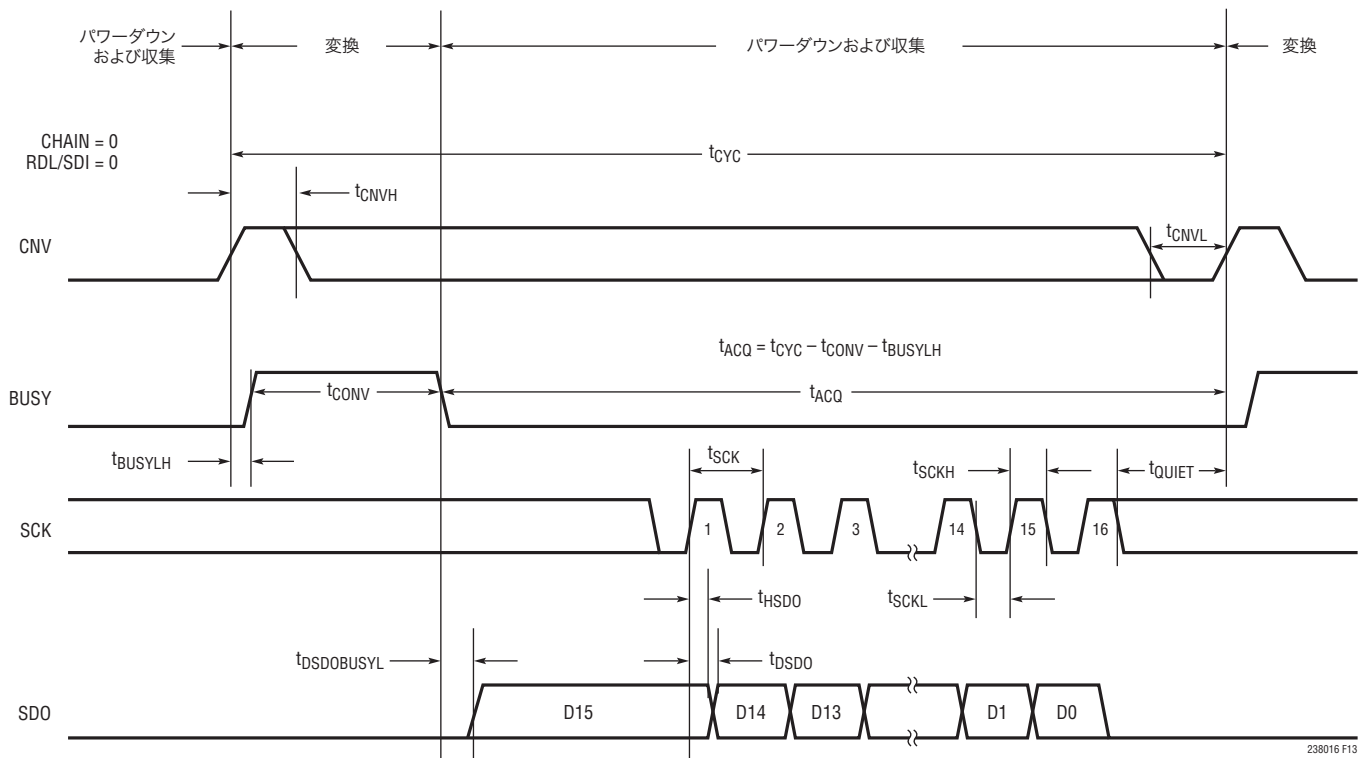 パワーダウン
および収集
変換
パワーダウンおよび収集
変換
CHAIN = 0
RDL/SDI = 0
tCYC
tCNVH
tCNVL
CNV
tACQ = tCYC – tCONV – tBUSYLH
BUSY
tCONV
tACQ
tBUSYLH
tSCK
tSCKH
tQUIET
SCK
1
2
3
14
15
16
tHSDO
tSCKL
tDSDOBUSYL
tDSDO
SDO
D15
D14
D13
D1
D0
238016 F13